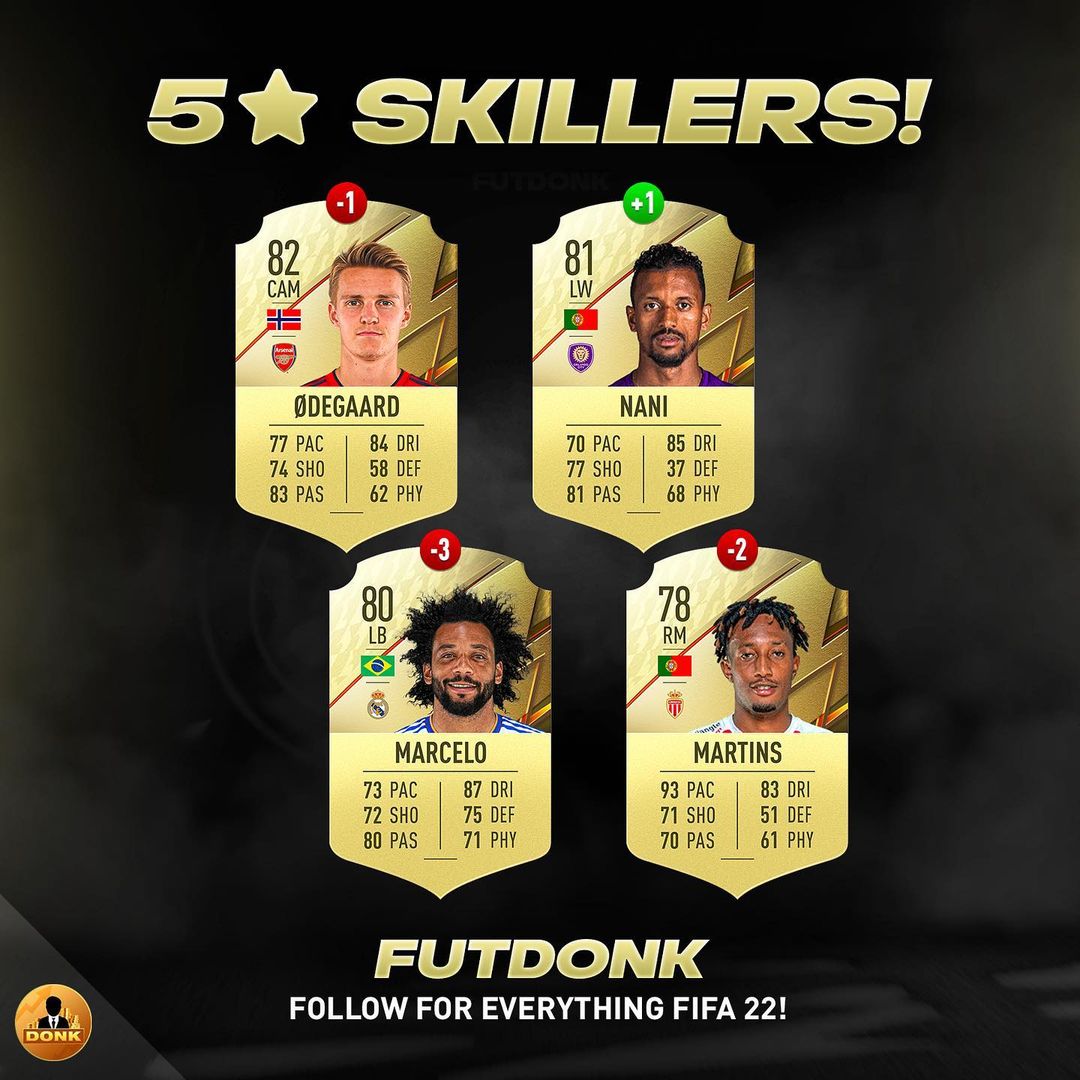 5★ SKILLERS!
FUTDONK
-1
82
CAM
Arsenal
ØDEGAARD
77 PAC 84 DRI
74 SHO 58 DEF
83 PAS 62 PHY
+1
81
LW
NANI
70 PAC 85 DRI
77 SHO 37 DEF
81 PAS 68 PHY
-3
80
LB
MARCELO
73 PAC 87 DRI
72 SHO 75 DEF
80 PAS 71 PHY
-2
78
RM
MARTINS
93 PAC 83 DRI
71 SHO 51 DEF
70 PAS 61 PHY
FUTDONK
FOLLOW FOR EVERYTHING FIFA 22!
DONK